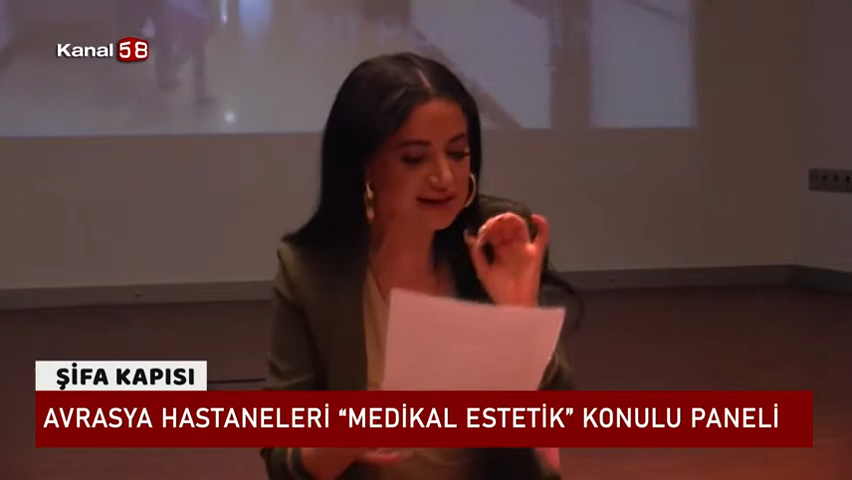 Kanal 58
ŞİFA KAPISI
AVRASYA HASTANELERİ “MEDİKAL ESTETİK” KONULU PANELİ